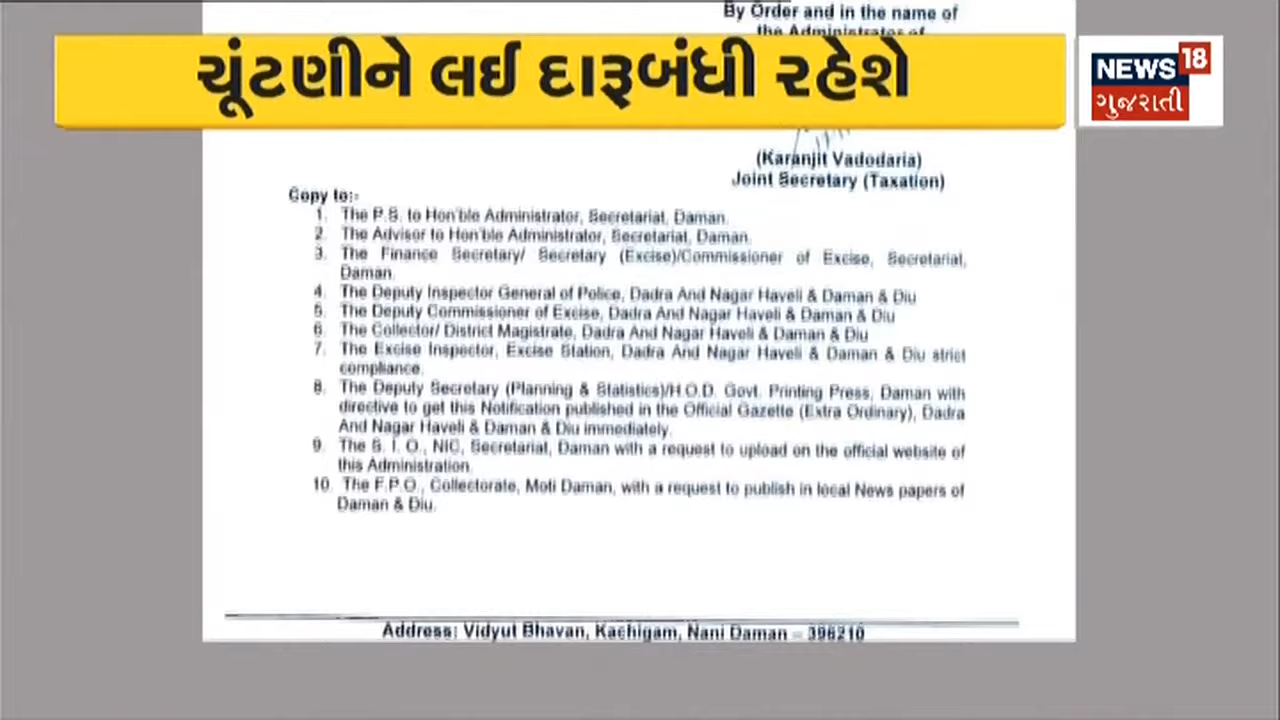 By Order and in the name of
the Administrator of
ચૂંટણીને લઈ દારૂબંધી રહેશે
NEWS 18
ગુજરાતી
(Karanjit Vadodaria)
Joint Secretary (Taxation)
Copy to:-
1. The P.S. to Hon'ble Administrator, Secretariat, Daman.
2. The Advisor to Hon'ble Administrator, Secretariat, Daman.
3. The Finance Secretary/ Secretary (Excise)/Commissioner of Excise, Secretariat,
Daman.
4. The Deputy Inspector General of Police, Dadra And Nagar Haveli & Daman & Diu
5. The Deputy Commissioner of Excise, Dadra And Nagar Haveli & Daman & Diu
6. The Collector/ District Magistrate, Dadra And Nagar Haveli & Daman & Diu
7. The Excise Inspector, Excise Station, Dadra And Nagar Haveli & Daman & Diu strict
compliance.
8. The Deputy Secretary (Planning & Statistics)/H.O.D. Govt. Printing Press, Daman with
directive to get this Notification published in the Official Gazette (Extra Ordinary), Dadra
And Nagar Haveli & Daman & Diu immediately.
9. The S. I. O., NIC, Secretariat, Daman with a request to upload on the official website of
this Administration.
10. The F.P.O., Collectorate, Moti Daman, with a request to publish in local News papers of
Daman & Diu.
Address: Vidyut Bhavan, Kachigam, Nani Daman – 396210